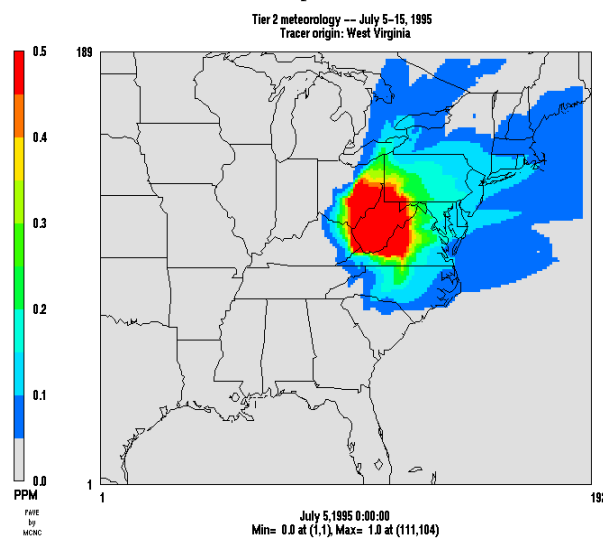 Tier 2 meteorology -- July 5-15, 1995
Tracer origin: West Virginia
0.5
189
0.4
0.3
0.2
0.1
0.0
1
PPM
1
PAVE
by
MCNC
July 5,1995 0:00:00
Min= 0.0 at (1,1), Max= 1.0 at (111,104)